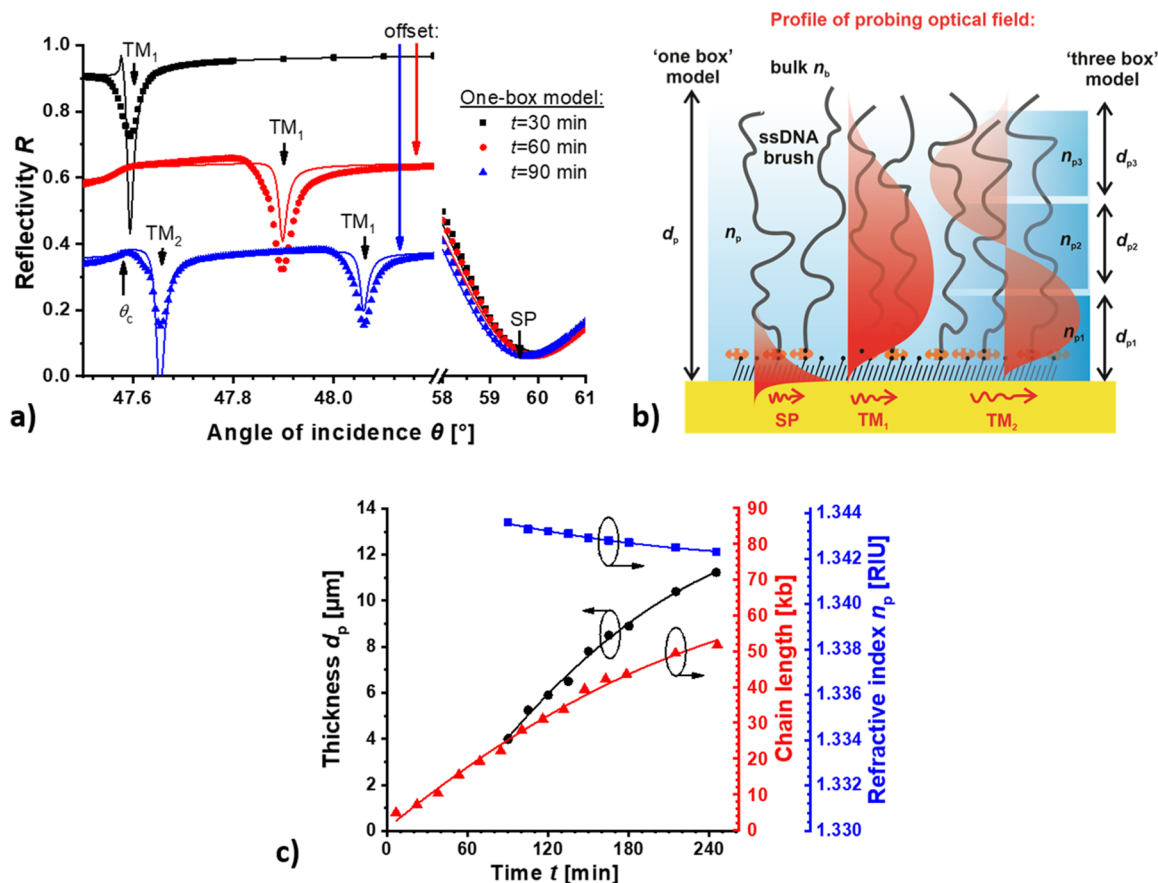 offset:
TM1
One-box model:
t=30 min
t=60 min
t=90 min
TM1
TM2
TM1
θc
SP
1.0
0.8
0.6
0.4
0.2
0.0
Reflectivity R
47.6
47.8
48.0
58
59
60
61
Angle of incidence θ [°]
a)
Profile of probing optical field:
'one box'
model
bulk nb
'three box'
model
ssDNA
brush
dp
np
np3
dp3
np2
dp2
np1
dp1
SP
TM1
TM2
b)
14
12
10
8
6
4
2
0
Thickness dp [µm]
90
80
70
60
50
40
30
20
10
0
Chain length [kb]
1.344
1.342
1.340
1.338
1.336
1.334
1.332
1.330
Refractive index np [RIU]
0
60
120
180
240
Time t [min]
c)